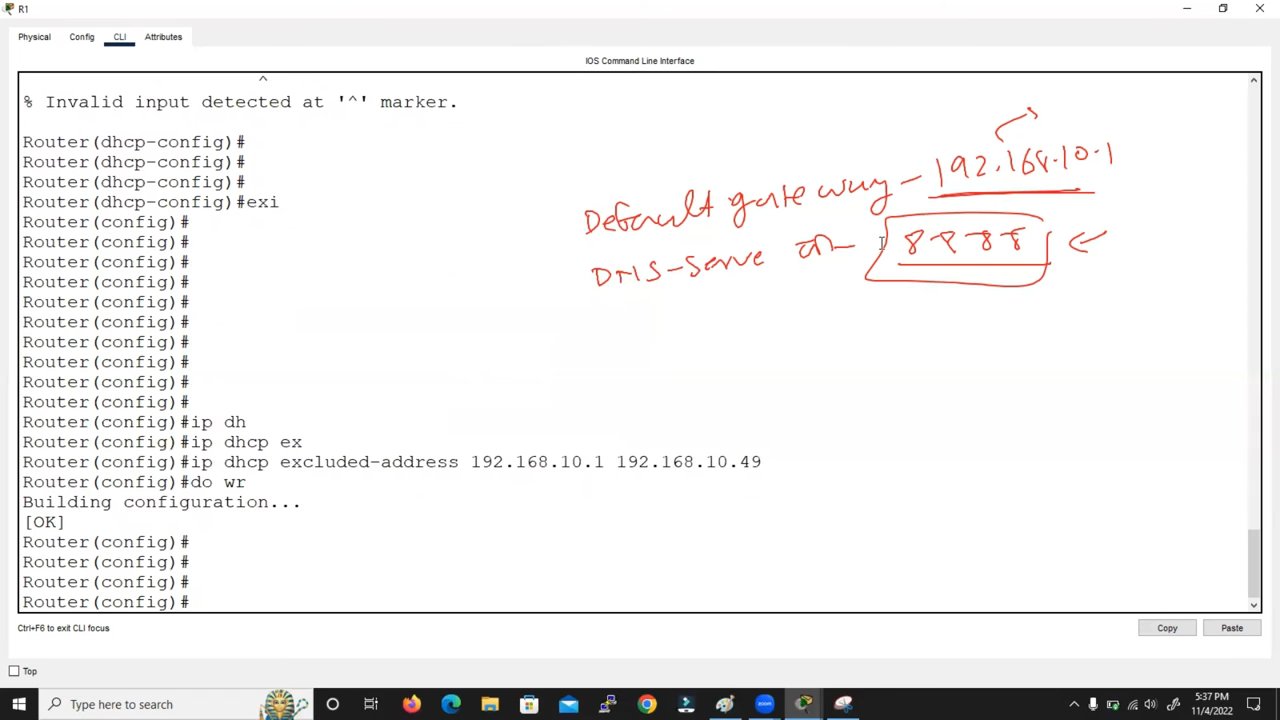 R1
Physical Config CLI Attributes
IOS Command Line Interface
^
% Invalid input detected at '^' marker.
Router(dhcp-config)#
Router(dhcp-config)#
Router(dhcp-config)#
Router(dhcp-config)#exi
Router(config)#
Router(config)#
Router(config)#
Router(config)#
Router(config)#
Router(config)#
Router(config)#
Router(config)#
Router(config)#
Router(config)#
Router(config)#ip dh
Router(config)#ip dhcp ex
Router(config)#ip dhcp excluded-address 192.168.10.1 192.168.10.49
Router(config)#do wr
Building configuration...
[OK]
Router(config)#
Router(config)#
Router(config)#
Router(config)#
Default gateway - 192.168.10.1
DNS-Serve 8.8.8.8
Ctrl+F6 to exit CLI focus
Copy Paste
Top
Type here to search
5:37 PM
11/4/2022